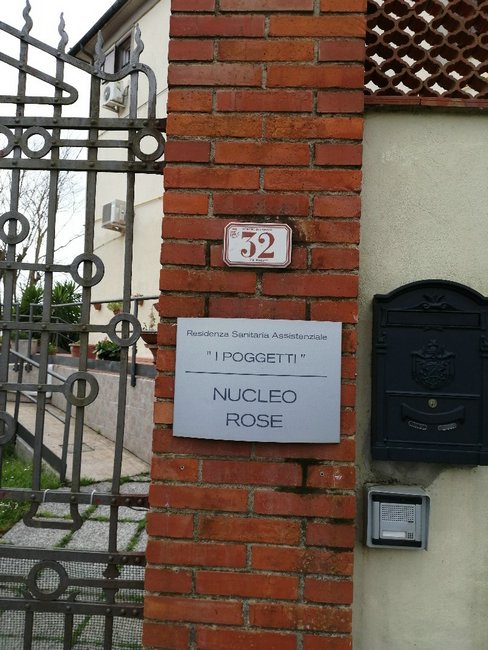 32
Residenza Sanitaria Assistenziale
" I POGGETTI "
NUCLEO
ROSE